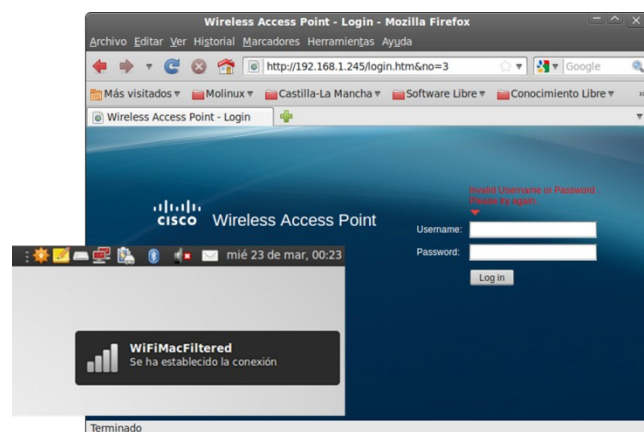 Wireless Access Point - Login - Mozilla Firefox
Archivo Editar Ver Historial Marcadores Herramientas Ayuda
http://192.168.1.245/login.htm&no=3
Google
Más visitados
Molinux
Castilla-La Mancha
Software Libre
Conocimiento Libre
Wireless Access Point - Login
Invalid Username or Password .
Please try again
cisco Wireless Access Point
Username:
Password:
Log in
mié 23 de mar, 00:23
WiFiMacFiltered
Se ha establecido la conexión
Terminado